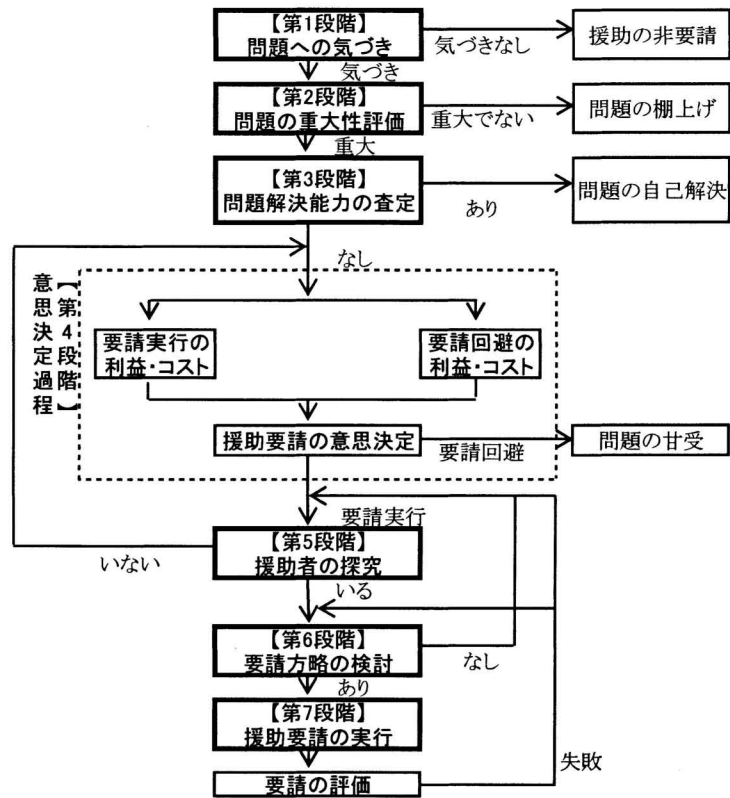 【第1段階】
問題への気づき
気づきなし
援助の非要請
気づき
【第2段階】
問題の重大性評価
重大でない
問題の棚上げ
重大
【第3段階】
問題解決能力の査定
あり
問題の自己解決
なし
【第4段階】
意思決定過程
要請実行の
利益・コスト
要請回避の
利益・コスト
援助要請の意思決定
要請回避
問題の甘受
要請実行
【第5段階】
援助者の探究
いない
いる
【第6段階】
要請方略の検討
なし
あり
【第7段階】
援助要請の実行
失敗
要請の評価